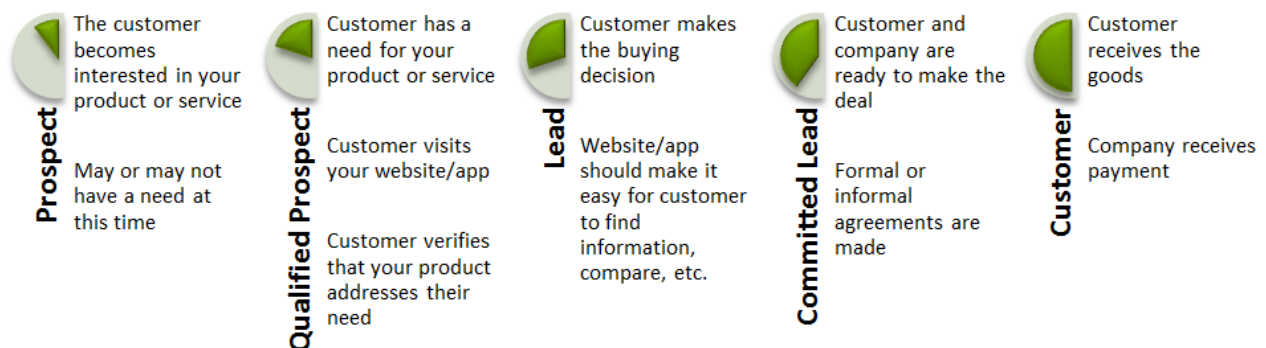 Prospect
The customer
becomes
interested in your
product or service
May or may not
have a need at
this time
Qualified Prospect
Customer has a
need for your
product or service
Customer visits
your website/app
Customer verifies
that your product
addresses their
need
Lead
Customer makes
the buying
decision
Website/app
should make it
easy for customer
to find
information,
compare, etc.
Committed Lead
Customer and
company are
ready to make the
deal
Formal or
informal
agreements are
made
Customer
Customer
receives the
goods
Company receives
payment